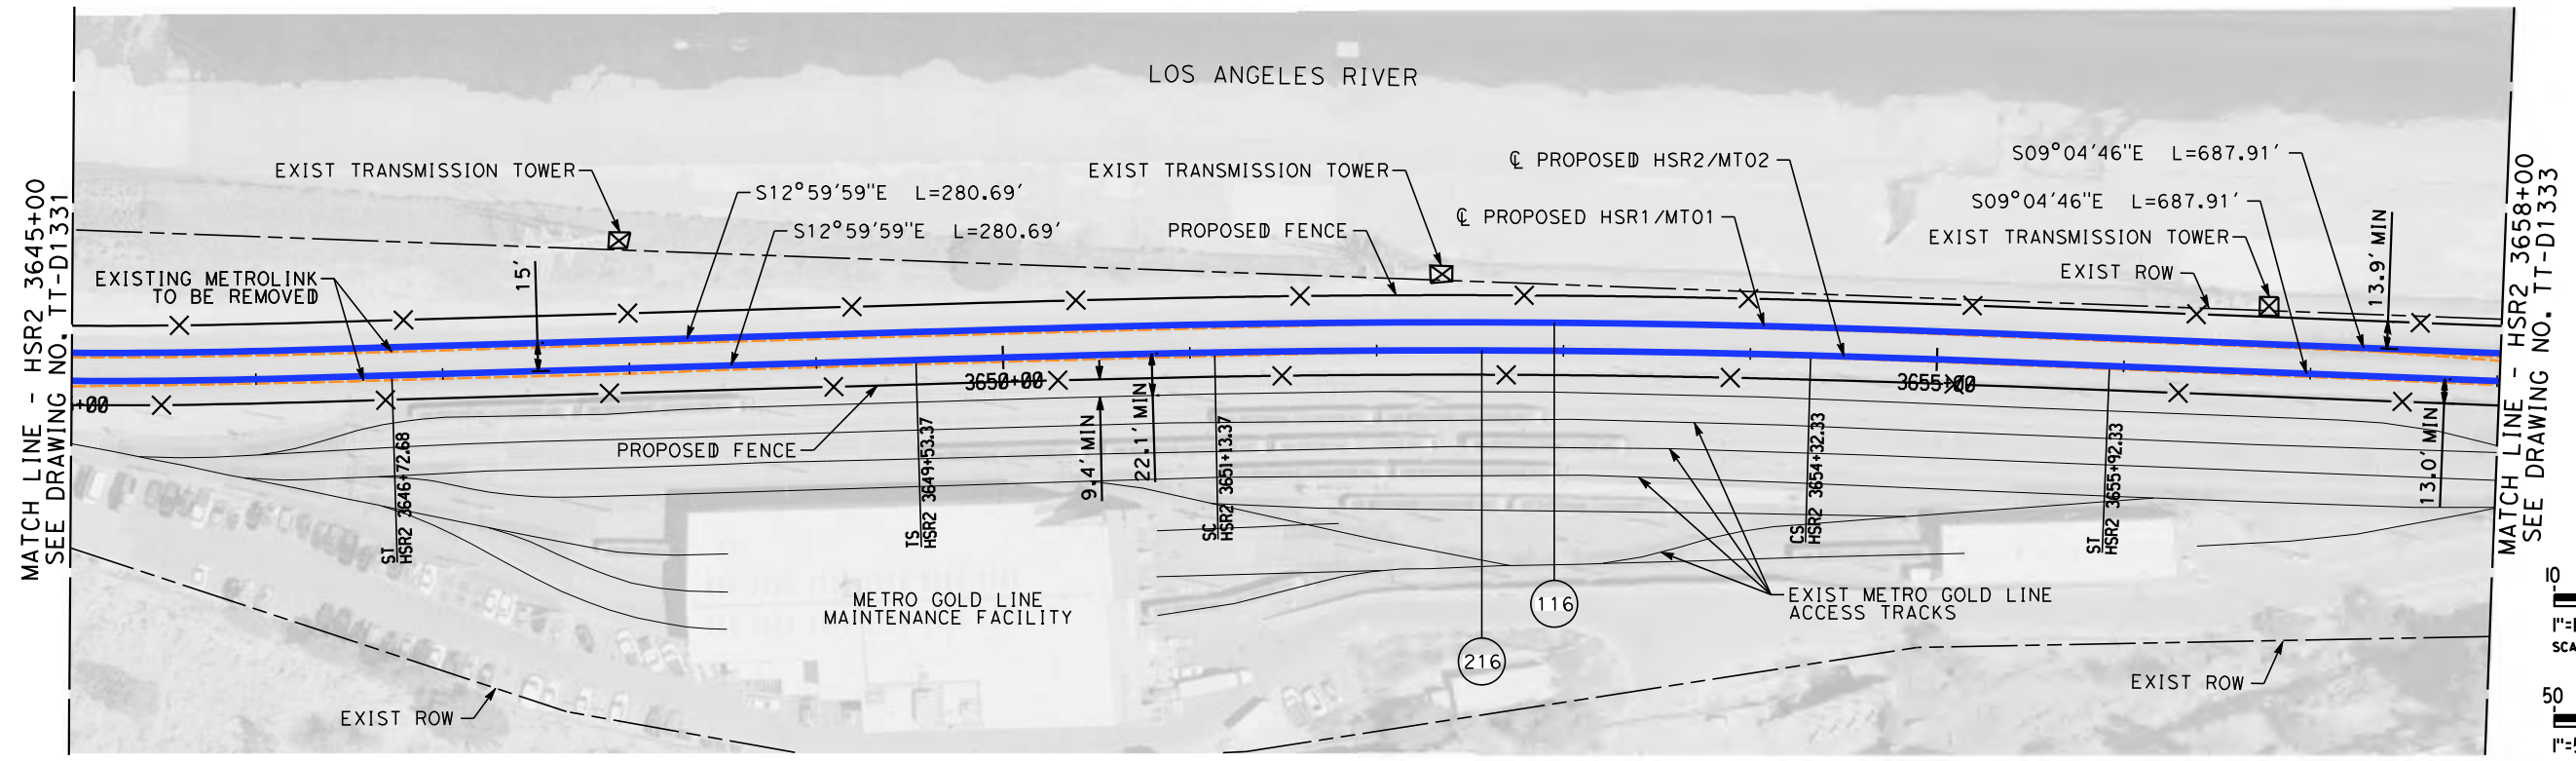 LOS ANGELES RIVER
MATCH LINE - HSR2 3645+00
SEE DRAWING NO. TT-D1331
EXIST TRANSMISSION TOWER
S12°59'59"E L=280.69'
S12°59'59"E L=280.69'
15'
EXISTING METROLINK
TO BE REMOVED
EXIST TRANSMISSION TOWER
PROPOSED FENCE
℄ PROPOSED HSR2/MT02
℄ PROPOSED HSR1/MT01
S09°04'46"E L=687.91'
S09°04'46"E L=687.91'
EXIST TRANSMISSION TOWER
EXIST ROW
13.9' MIN
MATCH LINE - HSR2 3658+00
SEE DRAWING NO. TT-D1333
+00
3650+00
3655+00
PROPOSED FENCE
ST
HSR2 3646+72.68
TS
HSR2 3649+53.37
9.4' MIN
22.1' MIN
SC
HSR2 3651+13.37
CS
HSR2 3654+32.33
ST
HSR2 3655+92.33
13.0' MIN
METRO GOLD LINE
MAINTENANCE FACILITY
116
216
EXIST METRO GOLD LINE
ACCESS TRACKS
EXIST ROW
EXIST ROW
10
50